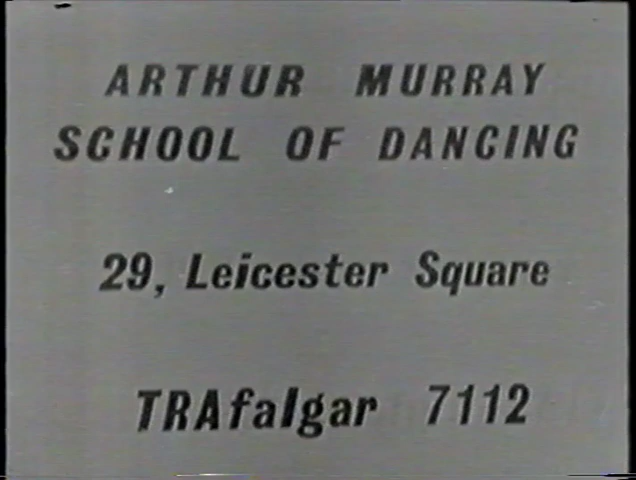 ARTHUR MURRAY
SCHOOL OF DANCING
29, Leicester Square
TRAfalgar 7112